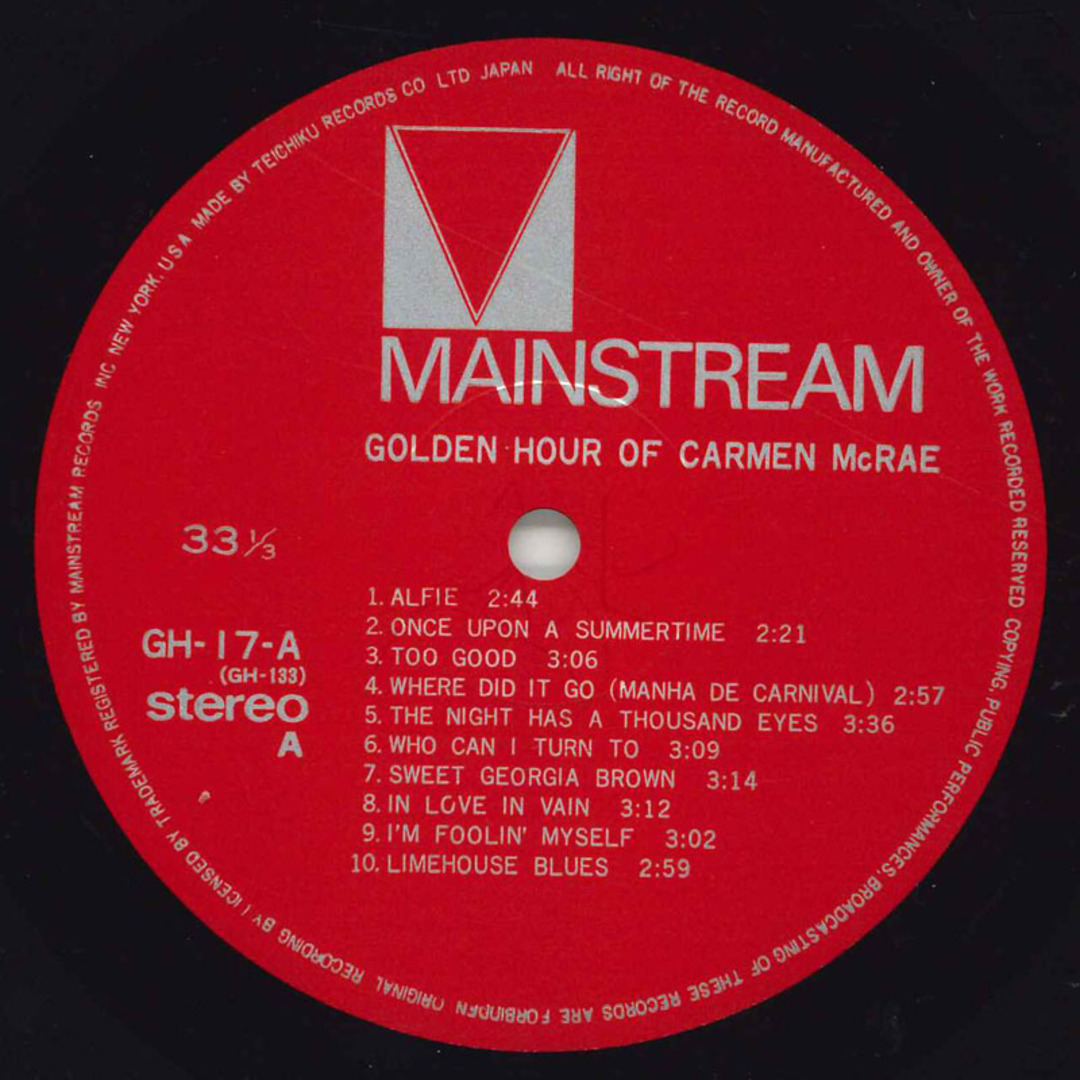 MAINSTREAM
GOLDEN HOUR OF CARMEN McRAE
33 1/3
GH-17-A
(GH-133)
stereo
A
1. ALFIE 2:44
2. ONCE UPON A SUMMERTIME 2:21
3. TOO GOOD 3:06
4. WHERE DID IT GO (MANHA DE CARNIVAL) 2:57
5. THE NIGHT HAS A THOUSAND EYES 3:36
6. WHO CAN I TURN TO 3:09
7. SWEET GEORGIA BROWN 3:14
8. IN LOVE IN VAIN 3:12
9. I'M FOOLIN' MYSELF 3:02
10. LIMEHOUSE BLUES 2:59
ORIGINAL RECORDING BY LICENSED BY TRADEMARK REGISTERED BY MAINSTREAM RECORDS INC NEW YORK. U S A MADE BY TEICHIKU RECORDS CO LTD JAPAN ALL RIGHT OF THE RECORD MANUFACTURED AND OWNER OF THE WORK RECORDED RESERVED COPYING, PUBLIC PERFORMANCES, BROADCASTING OF THESE RECORDS ARE FORBIDDEN